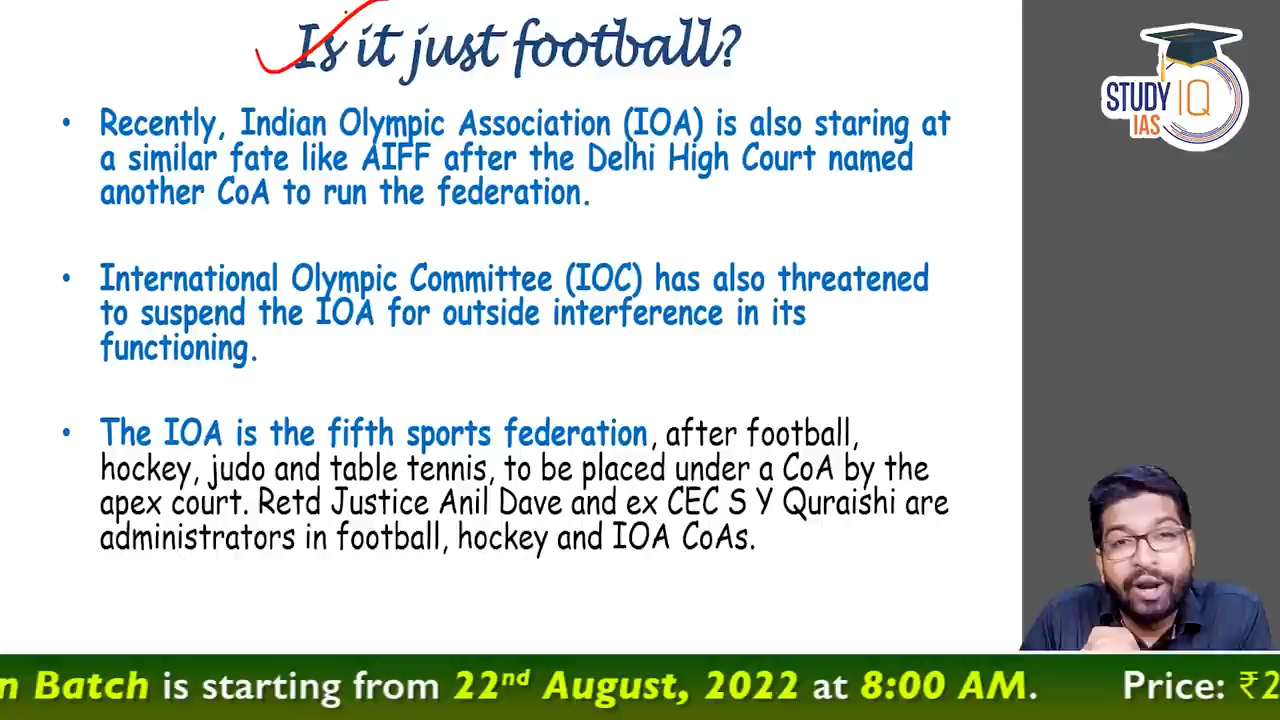 Is it just football?
STUDY IQ
IAS
• Recently, Indian Olympic Association (IOA) is also staring at
a similar fate like AIFF after the Delhi High Court named
another CoA to run the federation.
• International Olympic Committee (IOC) has also threatened
to suspend the IOA for outside interference in its
functioning.
• The IOA is the fifth sports federation, after football,
hockey, judo and table tennis, to be placed under a CoA by the
apex court. Retd Justice Anil Dave and ex CEC S Y Quraishi are
administrators in football, hockey and IOA CoAs.
n Batch is starting from 22nd August, 2022 at 8:00 AM. Price: ₹2